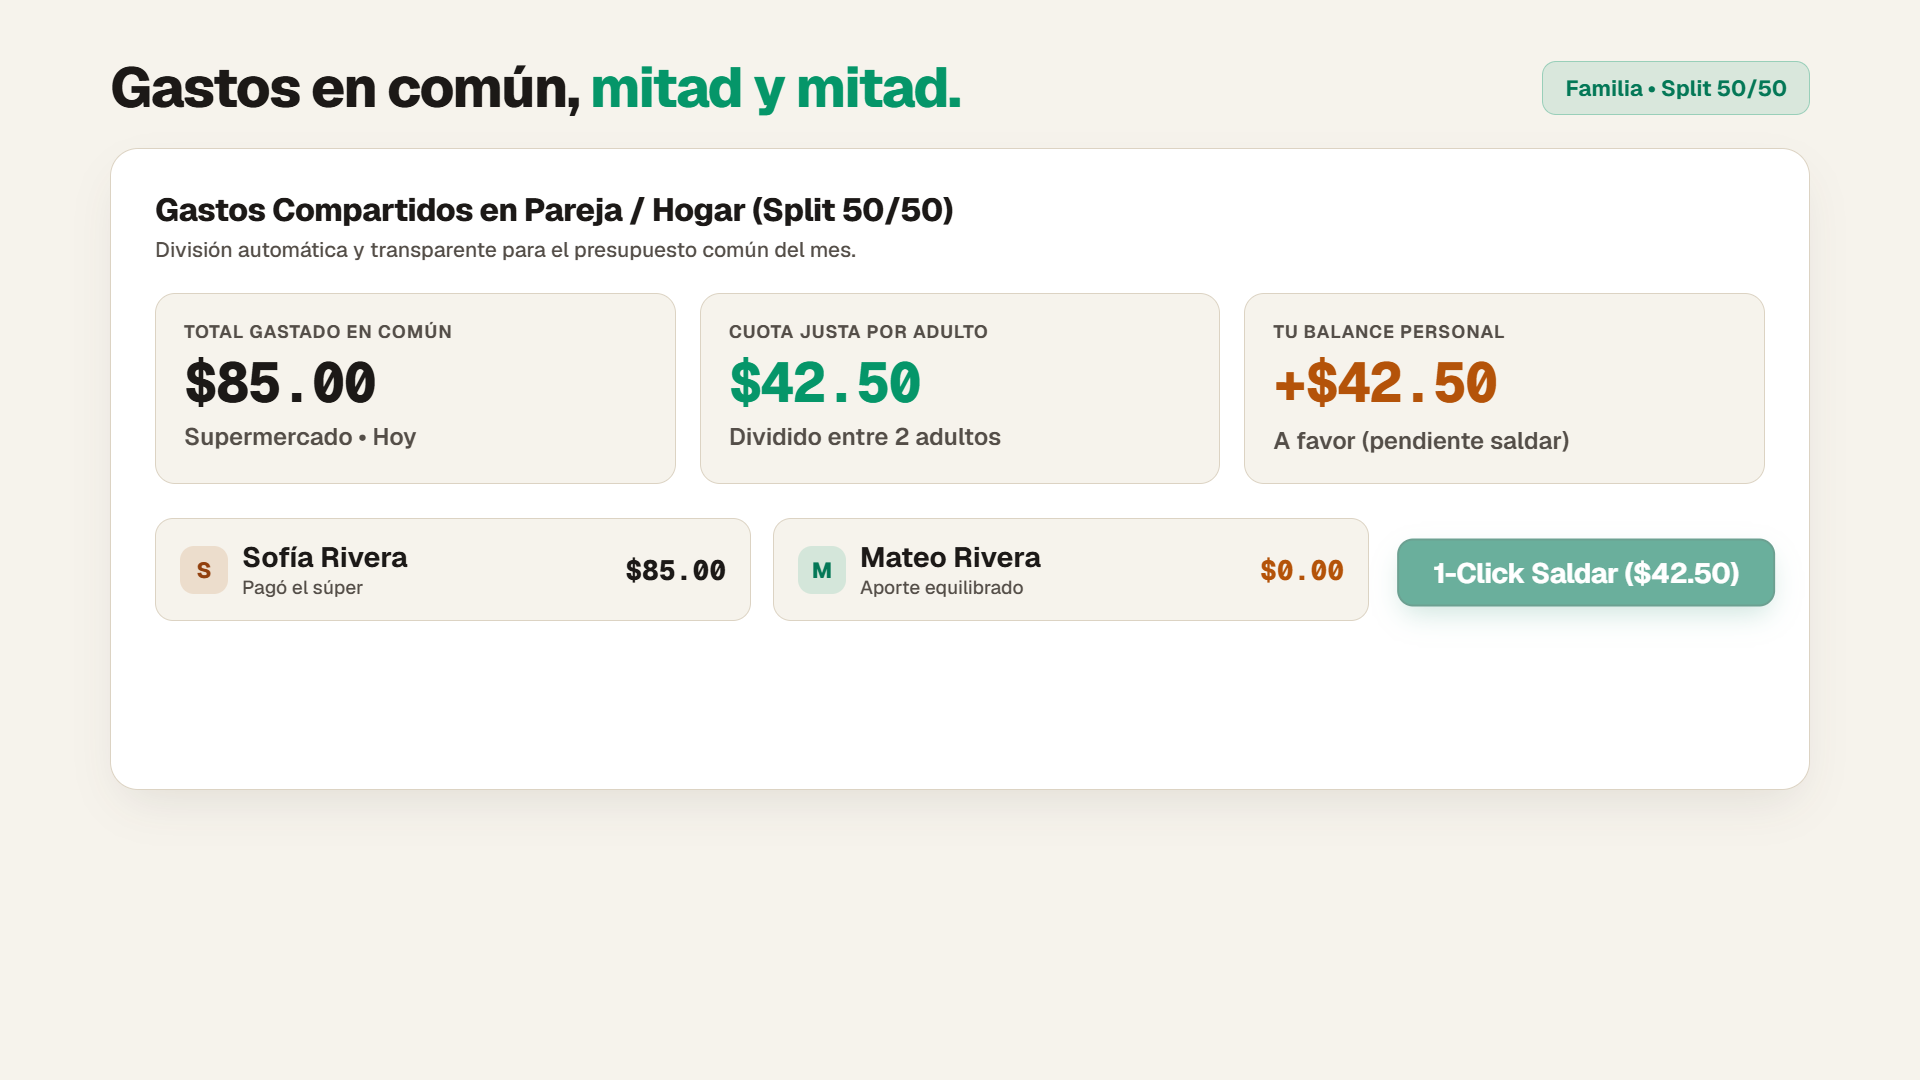 Gastos en común, mitad y mitad.
Familia • Split 50/50
Gastos Compartidos en Pareja / Hogar (Split 50/50)
División automática y transparente para el presupuesto común del mes.
TOTAL GASTADO EN COMÚN
$85.00
Supermercado • Hoy
CUOTA JUSTA POR ADULTO
$42.50
Dividido entre 2 adultos
TU BALANCE PERSONAL
+$42.50
A favor (pendiente saldar)
S
Sofía Rivera
Pagó el súper
$85.00
M
Mateo Rivera
Aporte equilibrado
$0.00
1-Click Saldar ($42.50)